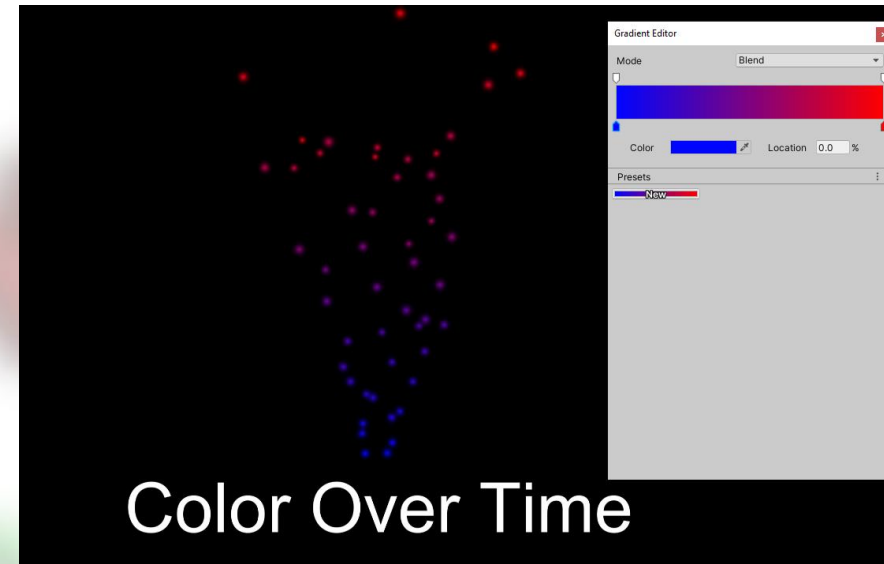 Gradient Editor
Mode Blend
Color Location 0.0 %
Presets
New
Color Over Time